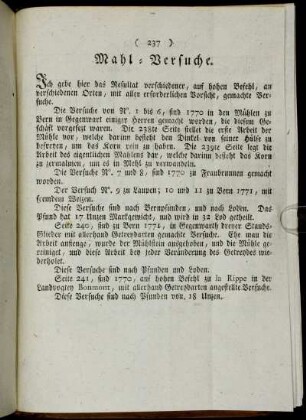 ( 237 )
Mahl-Versuche.
Ich gebe hier das Resultat verschiedener, auf hohen Befehl, an
verschiedenen Orten, mit aller erforderlichen Vorsicht, gemachte Ver-
suche.
Die Versuche von N°. 1 bis 6, sind 1770 in den Mühlen zu
Bern in Gegenwart einiger Herren gemacht worden, die diesem Ge-
schäft vorgesezt waren. Die 238ste Seite stellet die erste Arbeit der
Mühle vor, welche darinn besteht den Dinkel von seiner Hülse zu
befreyen, um das Korn rein zu haben. Die 239ste Seite legt die
Arbeit des eigentlichen Mahlens dar, welche darinn besteht das Korn
zu zermalmen, um es in Mehl zu verwandeln.
Die Versuche N°. 7 und 8, sind 1770 zu Fraubrunnen gemacht
worden.
Der Versuch N°. 9 zu Laupen; 10 und 11 zu Bern 1771, mit
fremdem Weizen.
Diese Versuche sind nach Bernpfunden, und nach Loden. Das
Pfund hat 17 Unzen Markgewicht, und wird in 32 Lod getheilt.
Seite 240, sind zu Bern 1771, in Gegenwart dreyer Stands-
Glieder mit allerhand Getreydarten gemachte Versuche. Ehe man die
Arbeit anfienge, wurde der Mühlstein aufgehoben, und die Mühle ge-
reiniget, und diese Arbeit bey jeder Veränderung des Getreydes wie-
derholet.
Diese Versuche sind nach Pfunden und Loden.
Seite 241, sind 1770, auf hohen Befehl zu la Rippe in der
Landvogtey Bonmont, mit allerhand Getreydarten angestellte Versuche.
Diese Versuche sind nach Pfunden von 18 Unzen.